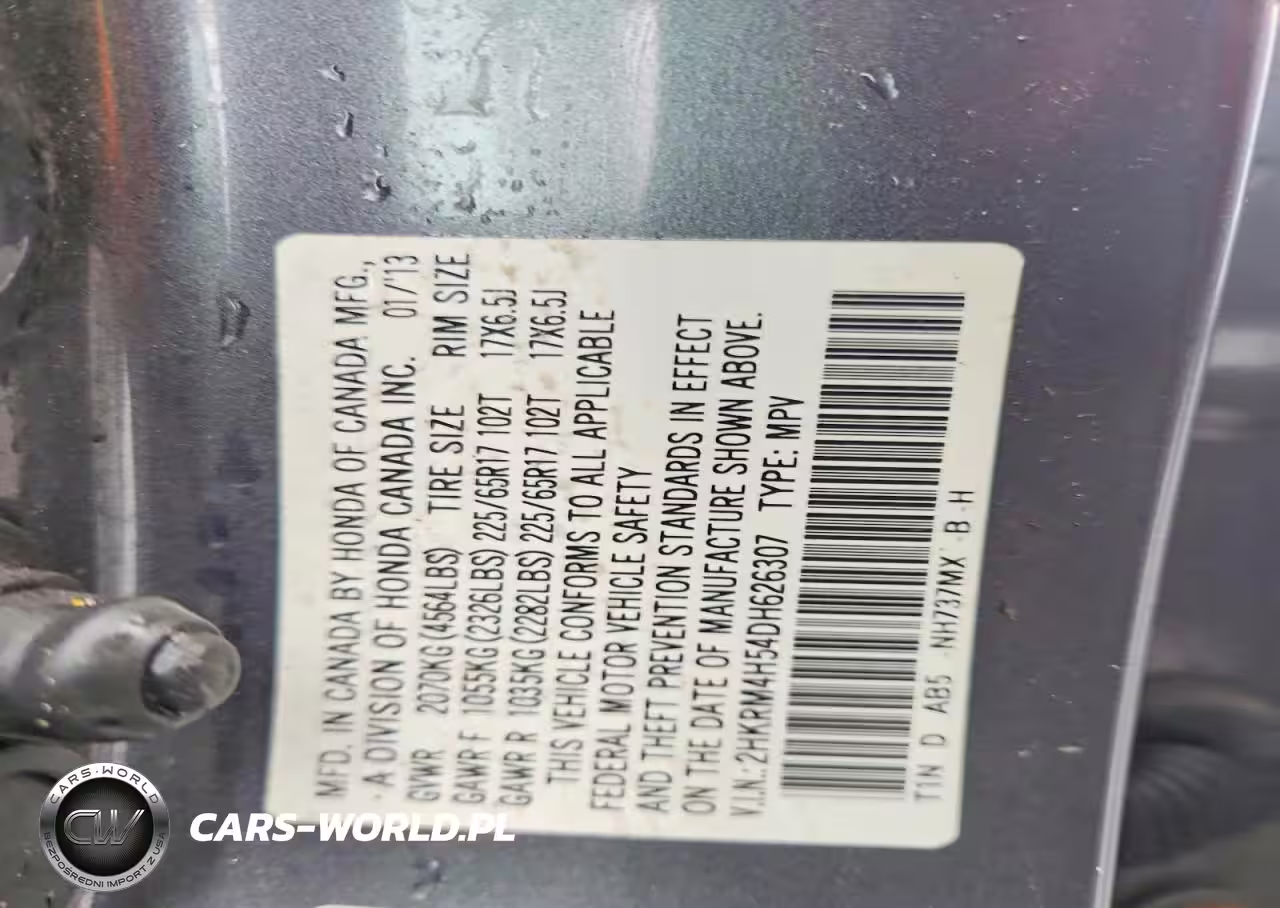 MFD. IN CANADA BY HONDA OF CANADA MFG.,
A DIVISION OF HONDA CANADA INC. 01/'13
GVWR 2070KG(4564LBS) TIRE SIZE RIM SIZE
GAWR F 1055KG(2326LBS) 225/65R17 102T 17X6.5J
GAWR R 1035KG(2282LBS) 225/65R17 102T 17X6.5J
THIS VEHICLE CONFORMS TO ALL APPLICABLE
FEDERAL MOTOR VEHICLE SAFETY
AND THEFT PREVENTION STANDARDS IN EFFECT
ON THE DATE OF MANUFACTURE SHOWN ABOVE.
V.I.N.: 2HKRM4H54DH626307 TYPE: MPV
T1N D AB5 -NH737MX -B -H
CARS-WORLD
CW
BEZPOŚREDNI IMPORT Z USA
CARS-WORLD.PL